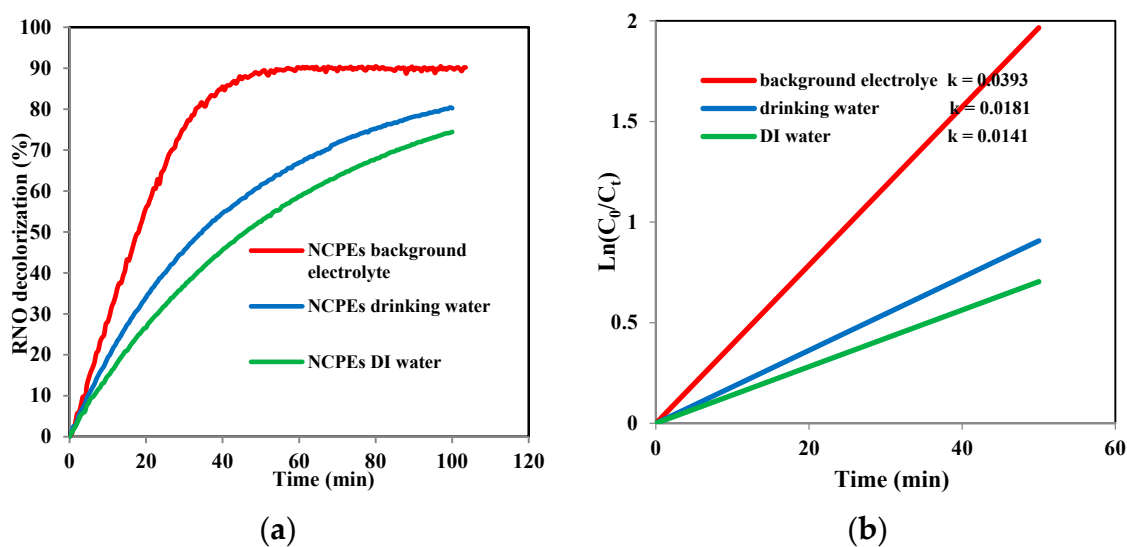 100
90
80
70
60
50
40
30
20
10
0
RNO decolorization (%)
NCPEs background
electrolyte
NCPEs drinking water
NCPEs DI water
0 20 40 60 80 100 120
Time (min)
(a)
2
1.5
1
0.5
0
Ln(C₀/Cₜ)
background electrolye k = 0.0393
drinking water k = 0.0181
DI water k = 0.0141
0 20 40 60
Time (min)
(b)